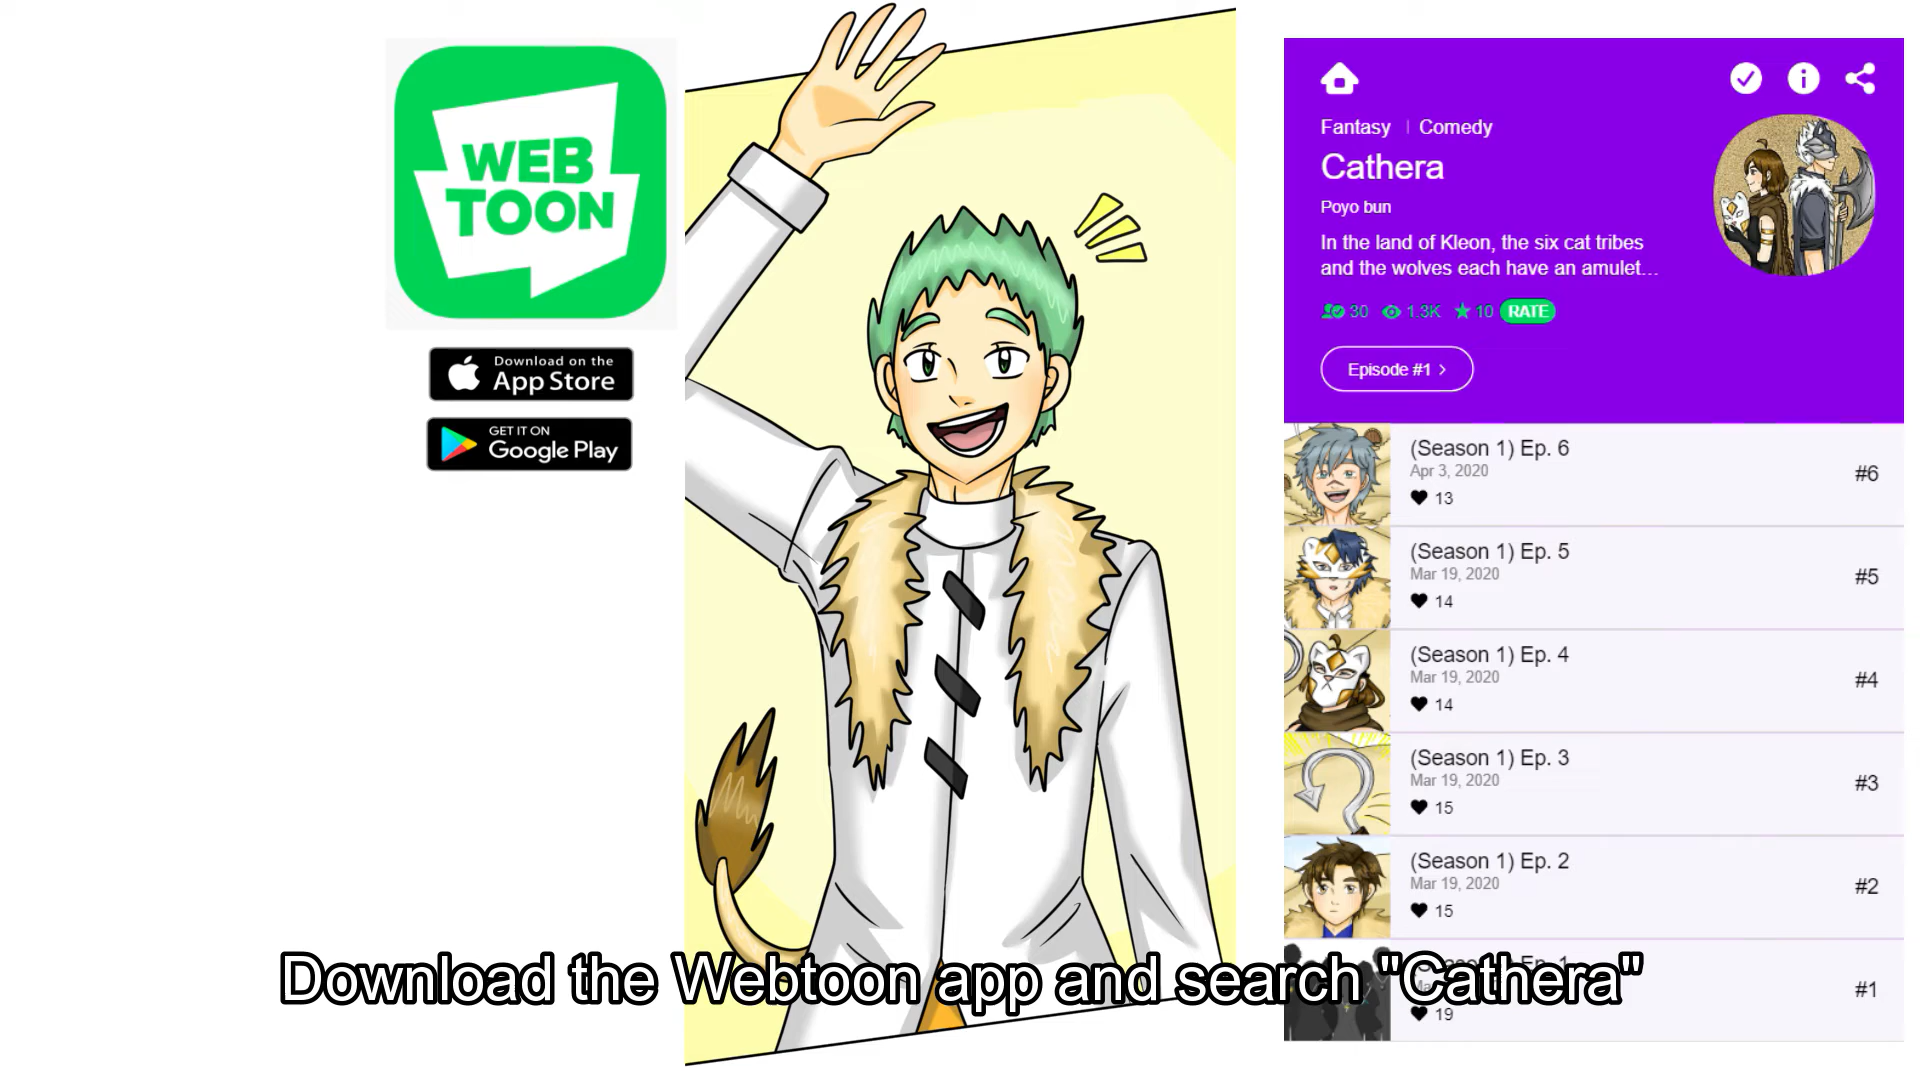 WEB
TOON
Download on the
App Store
GET IT ON
Google Play
Fantasy | Comedy
Cathera
Poyo bun
In the land of Kleon, the six cat tribes
and the wolves each have an amulet...
30 1.3K 10 RATE
Episode #1 >
(Season 1) Ep. 6
Apr 3, 2020
13
#6
(Season 1) Ep. 5
Mar 19, 2020
14
#5
(Season 1) Ep. 4
Mar 19, 2020
14
#4
(Season 1) Ep. 3
Mar 19, 2020
15
#3
(Season 1) Ep. 2
Mar 19, 2020
15
#2
Ep. 1
19
#1
Download the Webtoon app and search "Cathera"